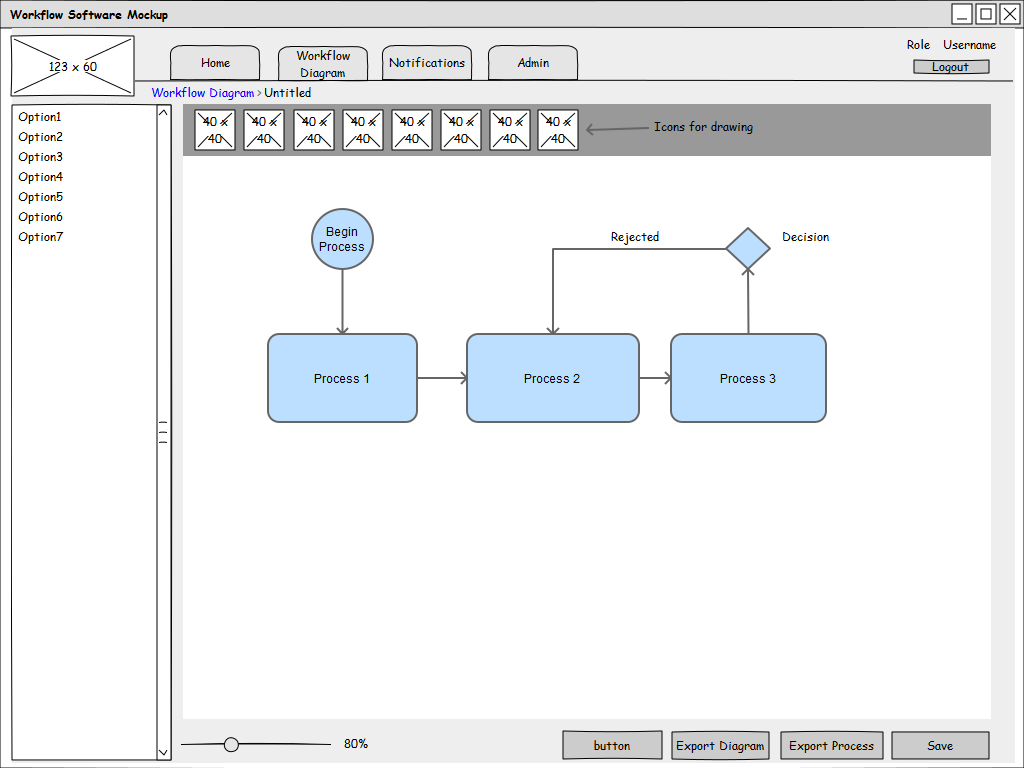 Workflow Software Mockup
123 x 60
Home
Workflow
Diagram
Notifications
Admin
Role Username
Logout
Workflow Diagram > Untitled
Option1
Option2
Option3
Option4
Option5
Option6
Option7
40 x
40
40 x
40
40 x
40
40 x
40
40 x
40
40 x
40
40 x
40
40 x
40
Icons for drawing
Begin
Process
Rejected
Decision
Process 1
Process 2
Process 3
80%
button
Export Diagram
Export Process
Save